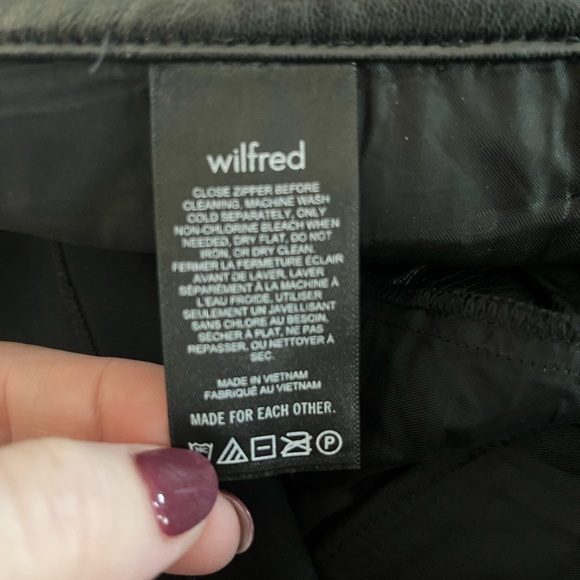 wilfred
CLOSE ZIPPER BEFORE
CLEANING, MACHINE WASH
COLD SEPARATELY, ONLY
NON-CHLORINE BLEACH WHEN
NEEDED, DRY FLAT, DO NOT
IRON, OR DRY CLEAN.
FERMER LA FERMETURE ÉCLAIR
AVANT DE LAVER, LAVER
SÉPARÉMENT À LA MACHINE À
L'EAU FROIDE, UTILISER
SEULEMENT UN JAVELLISANT
SANS CHLORE AU BESOIN,
SÉCHER À PLAT, NE PAS
REPASSER, OU NETTOYER À
SEC.
MADE IN VIETNAM
FABRIQUÉ AU VIETNAM
MADE FOR EACH OTHER.
P